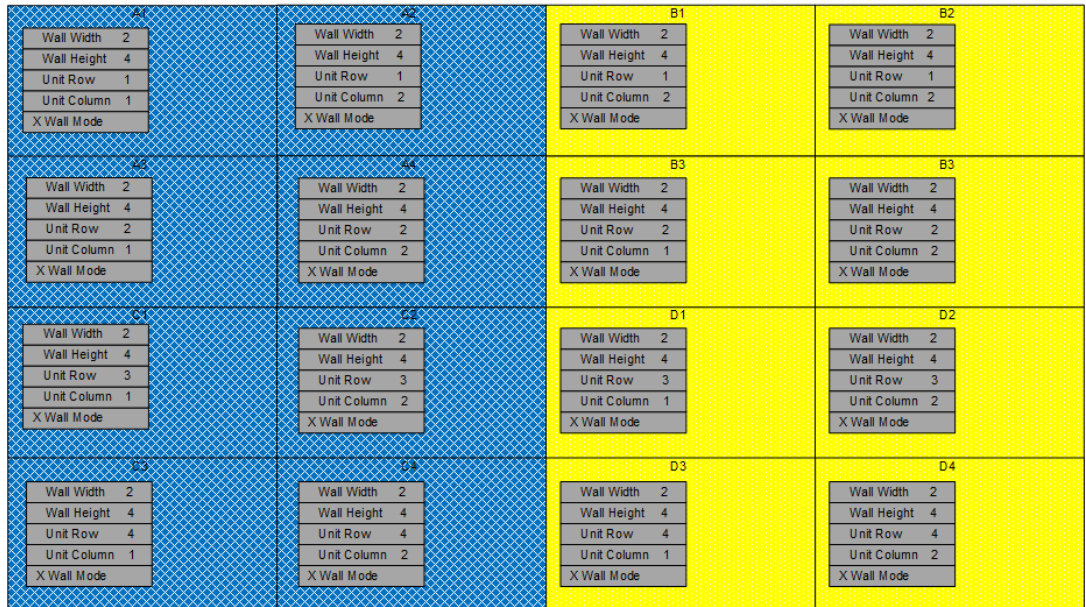 A1
Wall Width 2
Wall Height 4
Unit Row 1
Unit Column 1
X Wall Mode
A2
Wall Width 2
Wall Height 4
Unit Row 1
Unit Column 2
X Wall Mode
B1
Wall Width 2
Wall Height 4
Unit Row 1
Unit Column 2
X Wall Mode
B2
Wall Width 2
Wall Height 4
Unit Row 1
Unit Column 2
X Wall Mode
A3
Wall Width 2
Wall Height 4
Unit Row 2
Unit Column 1
X Wall Mode
A4
Wall Width 2
Wall Height 4
Unit Row 2
Unit Column 2
X Wall Mode
B3
Wall Width 2
Wall Height 4
Unit Row 2
Unit Column 1
X Wall Mode
B3
Wall Width 2
Wall Height 4
Unit Row 2
Unit Column 2
X Wall Mode
C1
Wall Width 2
Wall Height 4
Unit Row 3
Unit Column 1
X Wall Mode
C2
Wall Width 2
Wall Height 4
Unit Row 3
Unit Column 2
X Wall Mode
D1
Wall Width 2
Wall Height 4
Unit Row 3
Unit Column 1
X Wall Mode
D2
Wall Width 2
Wall Height 4
Unit Row 3
Unit Column 2
X Wall Mode
C3
Wall Width 2
Wall Height 4
Unit Row 4
Unit Column 1
X Wall Mode
C4
Wall Width 2
Wall Height 4
Unit Row 4
Unit Column 2
X Wall Mode
D3
Wall Width 2
Wall Height 4
Unit Row 4
Unit Column 1
X Wall Mode
D4
Wall Width 2
Wall Height 4
Unit Row 4
Unit Column 2
X Wall Mode